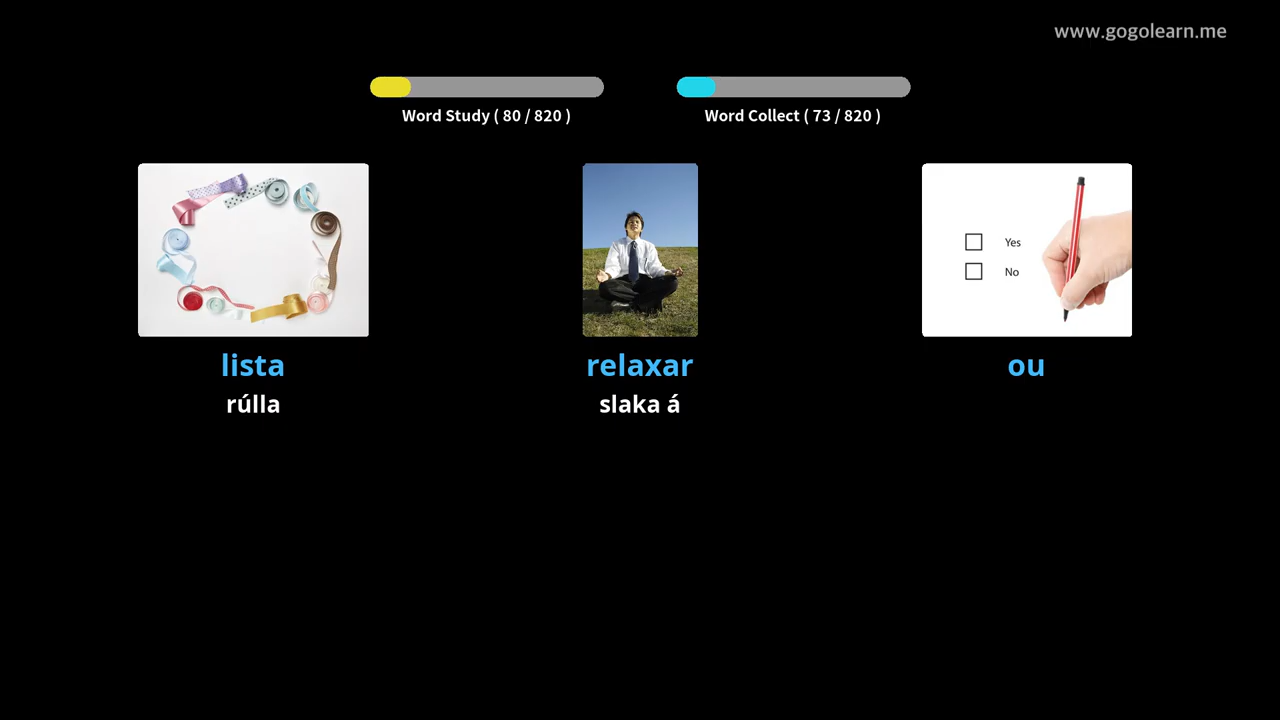 www.gogolearn.me
Word Study ( 80 / 820 )
Word Collect ( 73 / 820 )
Yes
No
lista
relaxar
ou
rúlla
slaka á